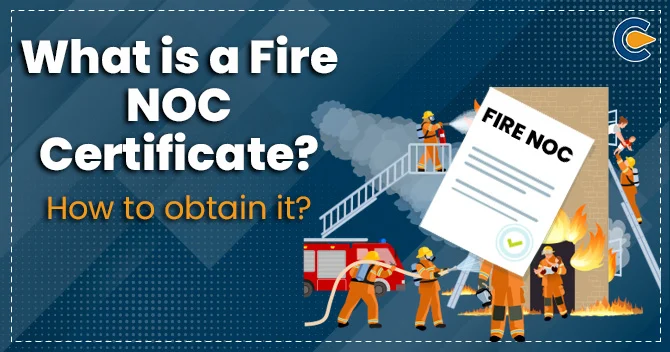 What is a Fire
NOC
Certificate?
How to obtain it?
FIRE NOC